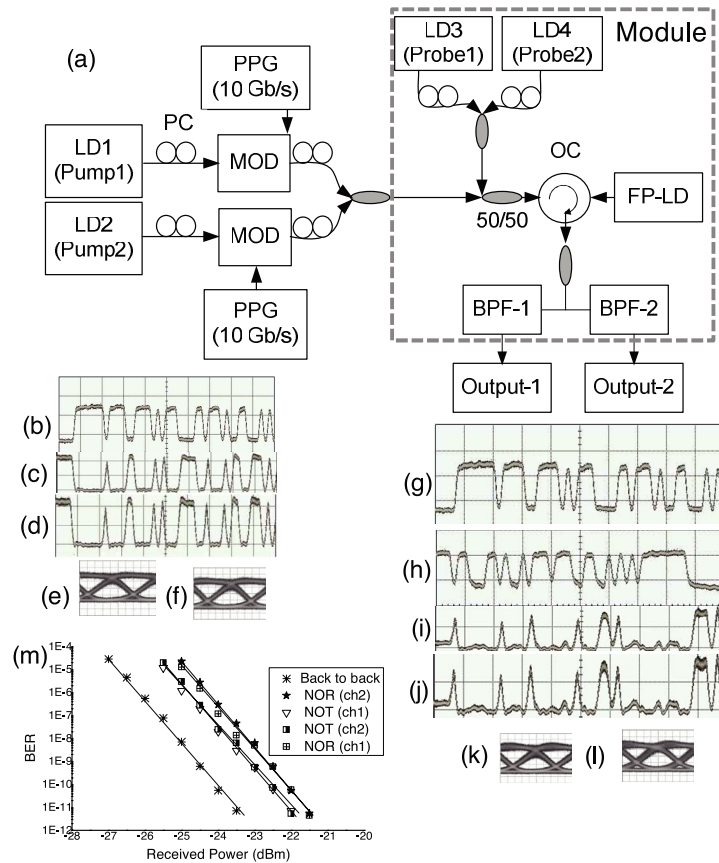 (a)
Module
LD3
(Probe1)
LD4
(Probe2)
PPG
(10 Gb/s)
PC
LD1
(Pump1)
MOD
OC
FP-LD
50/50
LD2
(Pump2)
MOD
PPG
(10 Gb/s)
BPF-1
BPF-2
Output-1
Output-2
(b)
(c)
(d)
(e)
(f)
(g)
(h)
(i)
(j)
(k)
(l)
(m)
1E-4
1E-5
1E-6
1E-7
1E-8
1E-9
1E-10
1E-11
1E-12
BER
Back to back
NOR (ch2)
NOT (ch1)
NOT (ch2)
NOR (ch1)
-28
-27
-26
-25
-24
-23
-22
-21
-20
Received Power (dBm)